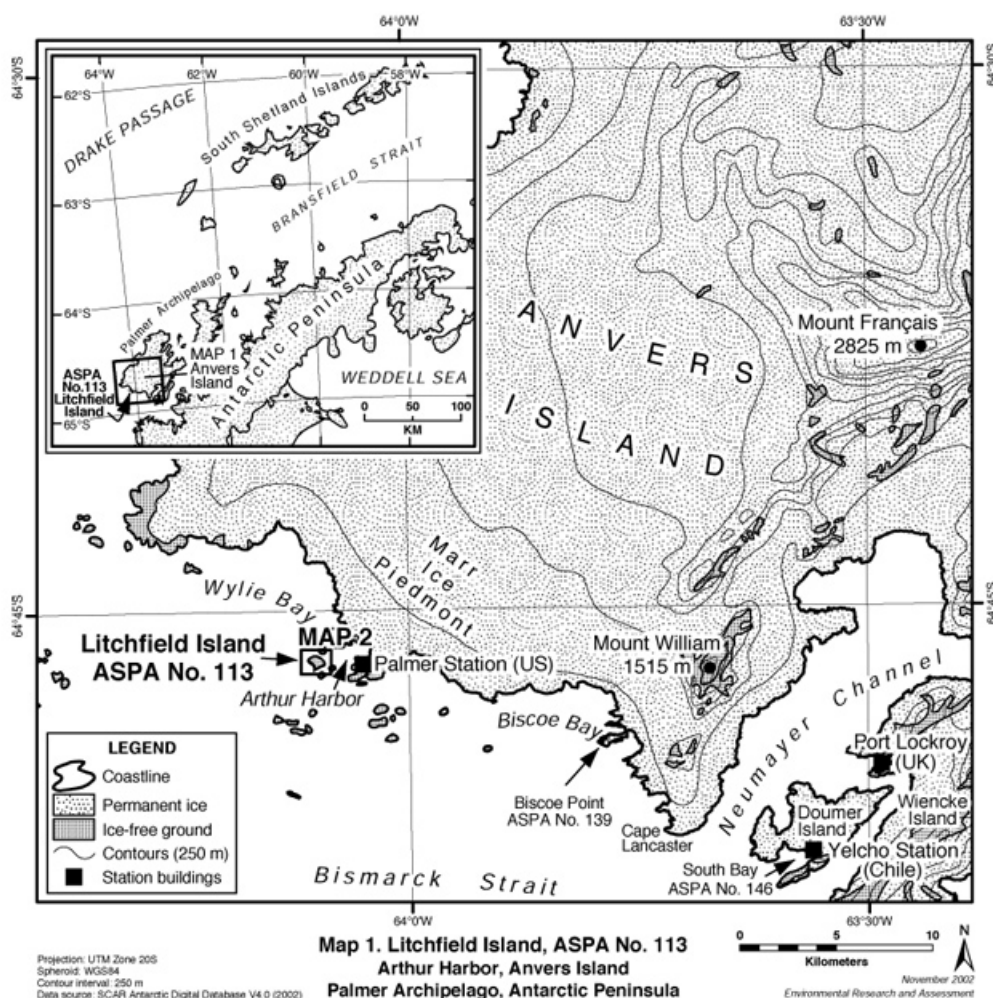 64°0'W
63°30'W
64°30'S
64°30'S
64°W
62°W
60°W
58°W
62°S
63°S
64°S
65°S
DRAKE PASSAGE
South Shetland Islands
BRANSFIELD STRAIT
Palmer Archipelago
Antarctic Peninsula
MAP 1
Anvers
Island
ASPA
No.113
Litchfield
Island
WEDDELL SEA
0 50 100
KM
ANVERS
ISLAND
Mount Français
2825 m
Marr
Ice
Piedmont
Wylie Bay
64°45'S
64°45'S
Litchfield Island
ASPA No. 113
MAP 2
Palmer Station (US)
Arthur Harbor
Mount William
1515 m
Biscoe Bay
Biscoe Point
ASPA No. 139
Cape
Lancaster
Neumayer Channel
Port Lockroy
(UK)
Doumer
Island
Wiencke
Island
Yelcho Station
(Chile)
South Bay
ASPA No. 146
Bismarck Strait
LEGEND
Coastline
Permanent ice
Ice-free ground
Contours (250 m)
Station buildings
64°0'W
63°30'W
Map 1. Litchfield Island, ASPA No. 113
Arthur Harbor, Anvers Island
Palmer Archipelago, Antarctic Peninsula
0 5 10
Kilometers
N
Projection: UTM Zone 20S
Spheroid: WGS84
Contour interval: 250 m
Data source: SCAR Antarctic Digital Database V4.0 (2002)
November 2002
Environmental Research and Assessment